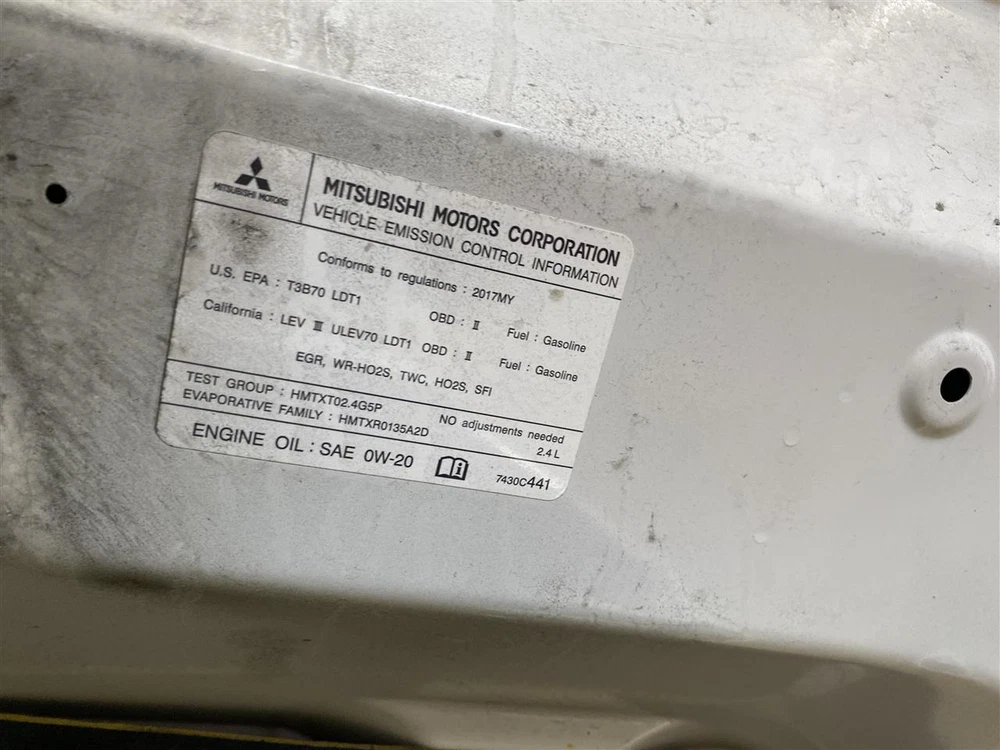 MITSUBISHI MOTORS
MITSUBISHI MOTORS CORPORATION
VEHICLE EMISSION CONTROL INFORMATION
Conforms to regulations : 2017MY
U.S. EPA : T3B70 LDT1 OBD : Ⅱ Fuel : Gasoline
California : LEV Ⅲ ULEV70 LDT1 OBD : Ⅱ Fuel : Gasoline
EGR, WR-HO2S, TWC, HO2S, SFI
TEST GROUP : HMTXT02.4G5P NO adjustments needed
EVAPORATIVE FAMILY : HMTXR0135A2D 2.4 L
ENGINE OIL : SAE 0W-20 7430C441